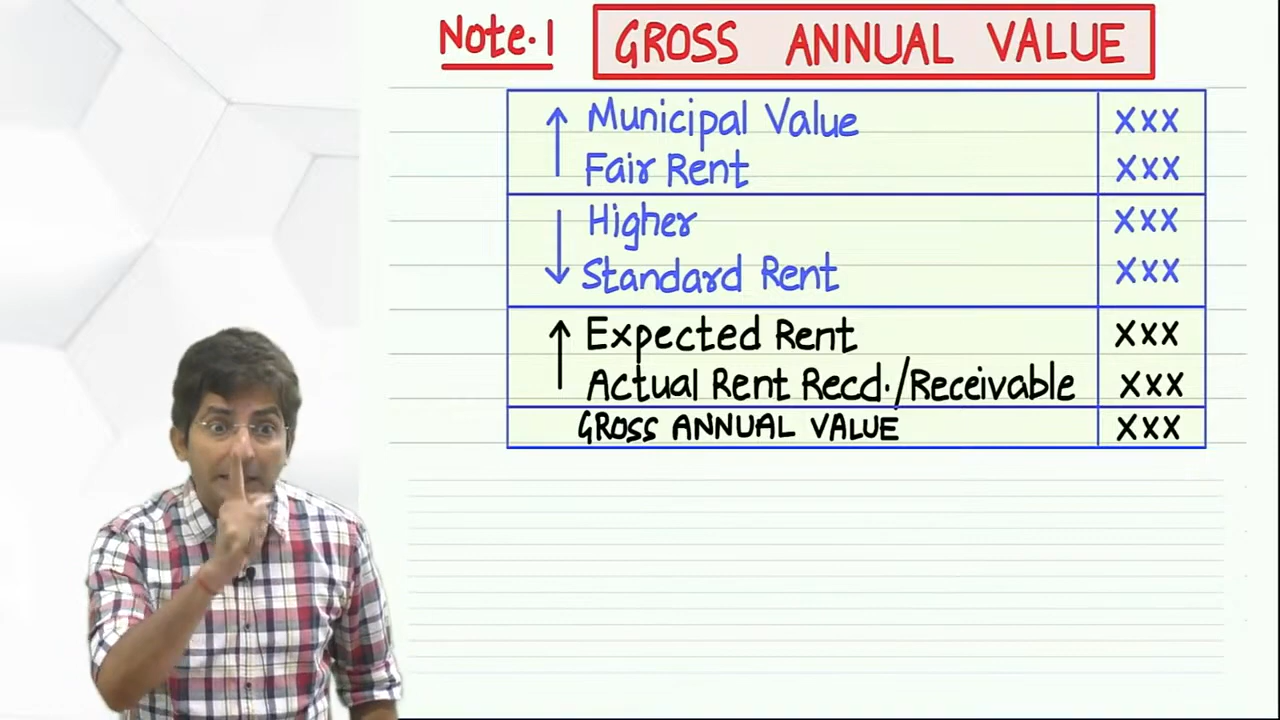 Note.1 GROSS ANNUAL VALUE
↑ Municipal Value XXX
Fair Rent XXX
↓ Higher XXX
Standard Rent XXX
↑ Expected Rent XXX
Actual Rent Recd./Receivable XXX
GROSS ANNUAL VALUE XXX